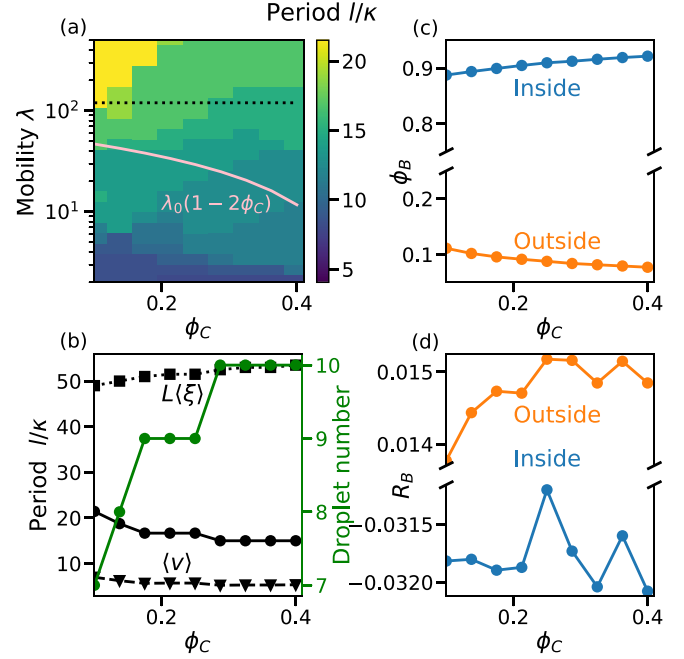 Period l/κ
(a)
Mobility λ
10²
10¹
λ₀(1 − 2ϕ_C)
0.2
0.4
ϕ_C
20
15
10
5
(c)
ϕ_B
0.9
0.8
0.2
0.1
Inside
Outside
0.2
0.4
ϕ_C
(b)
Period l/κ
50
40
30
20
10
L⟨ξ⟩
⟨v⟩
10
9
8
7
Droplet number
0.2
0.4
ϕ_C
(d)
R_B
0.015
0.014
−0.0315
−0.0320
Outside
Inside
0.2
0.4
ϕ_C